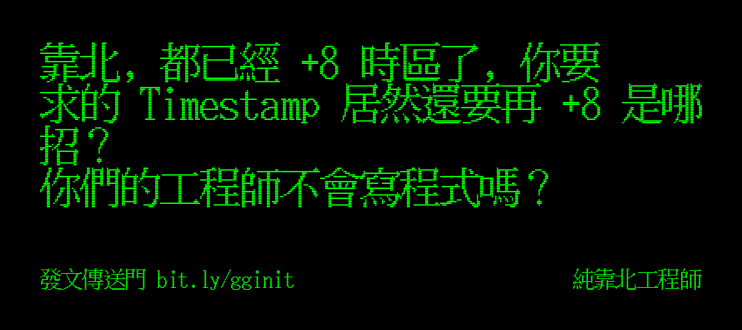 靠北, 都已經 +8 時區了, 你要
求的 Timestamp 居然還要再 +8 是哪
招？
你們的工程師不會寫程式嗎？
發文傳送門 bit.ly/gginit
純靠北工程師